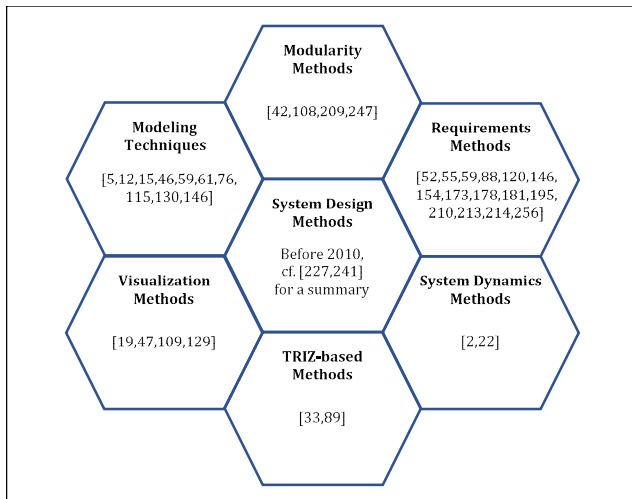 Modularity
Methods
[42,108,209,247]
Modeling
Techniques
[5,12,15,46,59,61,76,
115,130,146]
Requirements
Methods
[52,55,59,88,120,146,
154,173,178,181,195,
210,213,214,256]
System Design
Methods
Before 2010,
cf. [227,241]
for a summary
Visualization
Methods
[19,47,109,129]
System Dynamics
Methods
[2,22]
TRIZ-based
Methods
[33,89]